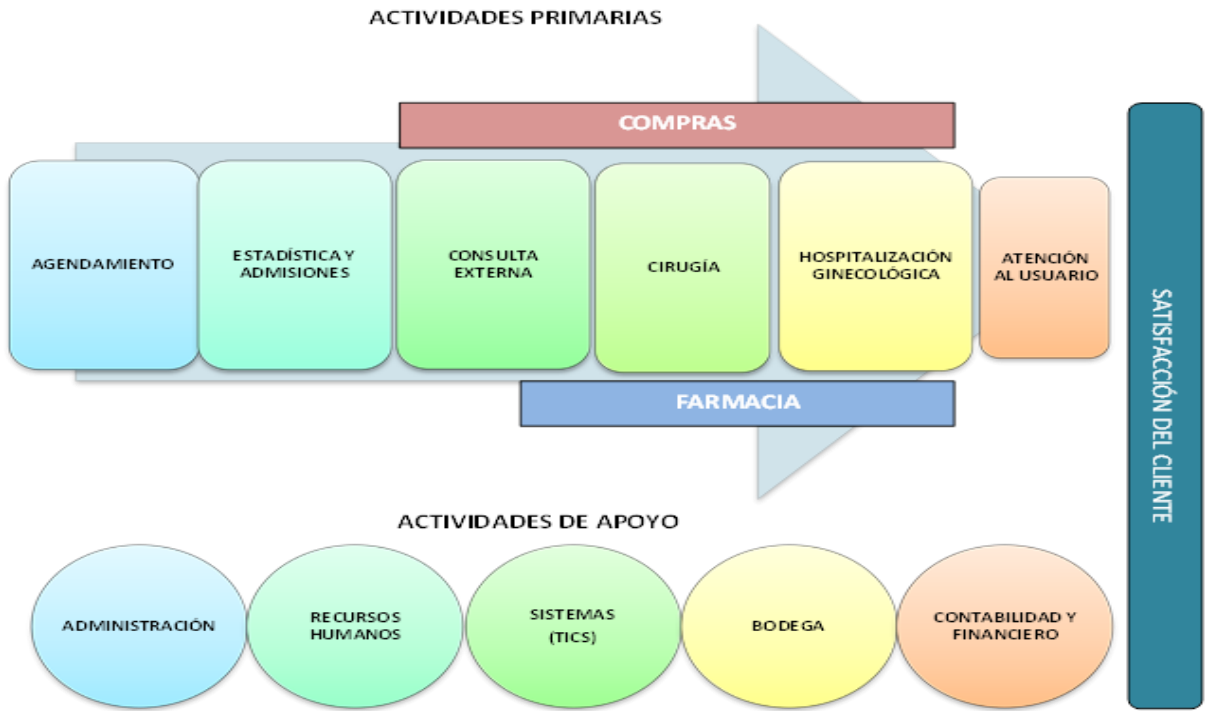 ACTIVIDADES PRIMARIAS
COMPRAS
AGENDAMIENTO
ESTADÍSTICA Y
ADMISIONES
CONSULTA
EXTERNA
CIRUGÍA
HOSPITALIZACIÓN
GINECOLÓGICA
ATENCIÓN
AL USUARIO
FARMACIA
SATISFACCIÓN DEL CLIENTE
ACTIVIDADES DE APOYO
ADMINISTRACIÓN
RECURSOS
HUMANOS
SISTEMAS
(TICS)
BODEGA
CONTABILIDAD Y
FINANCIERO